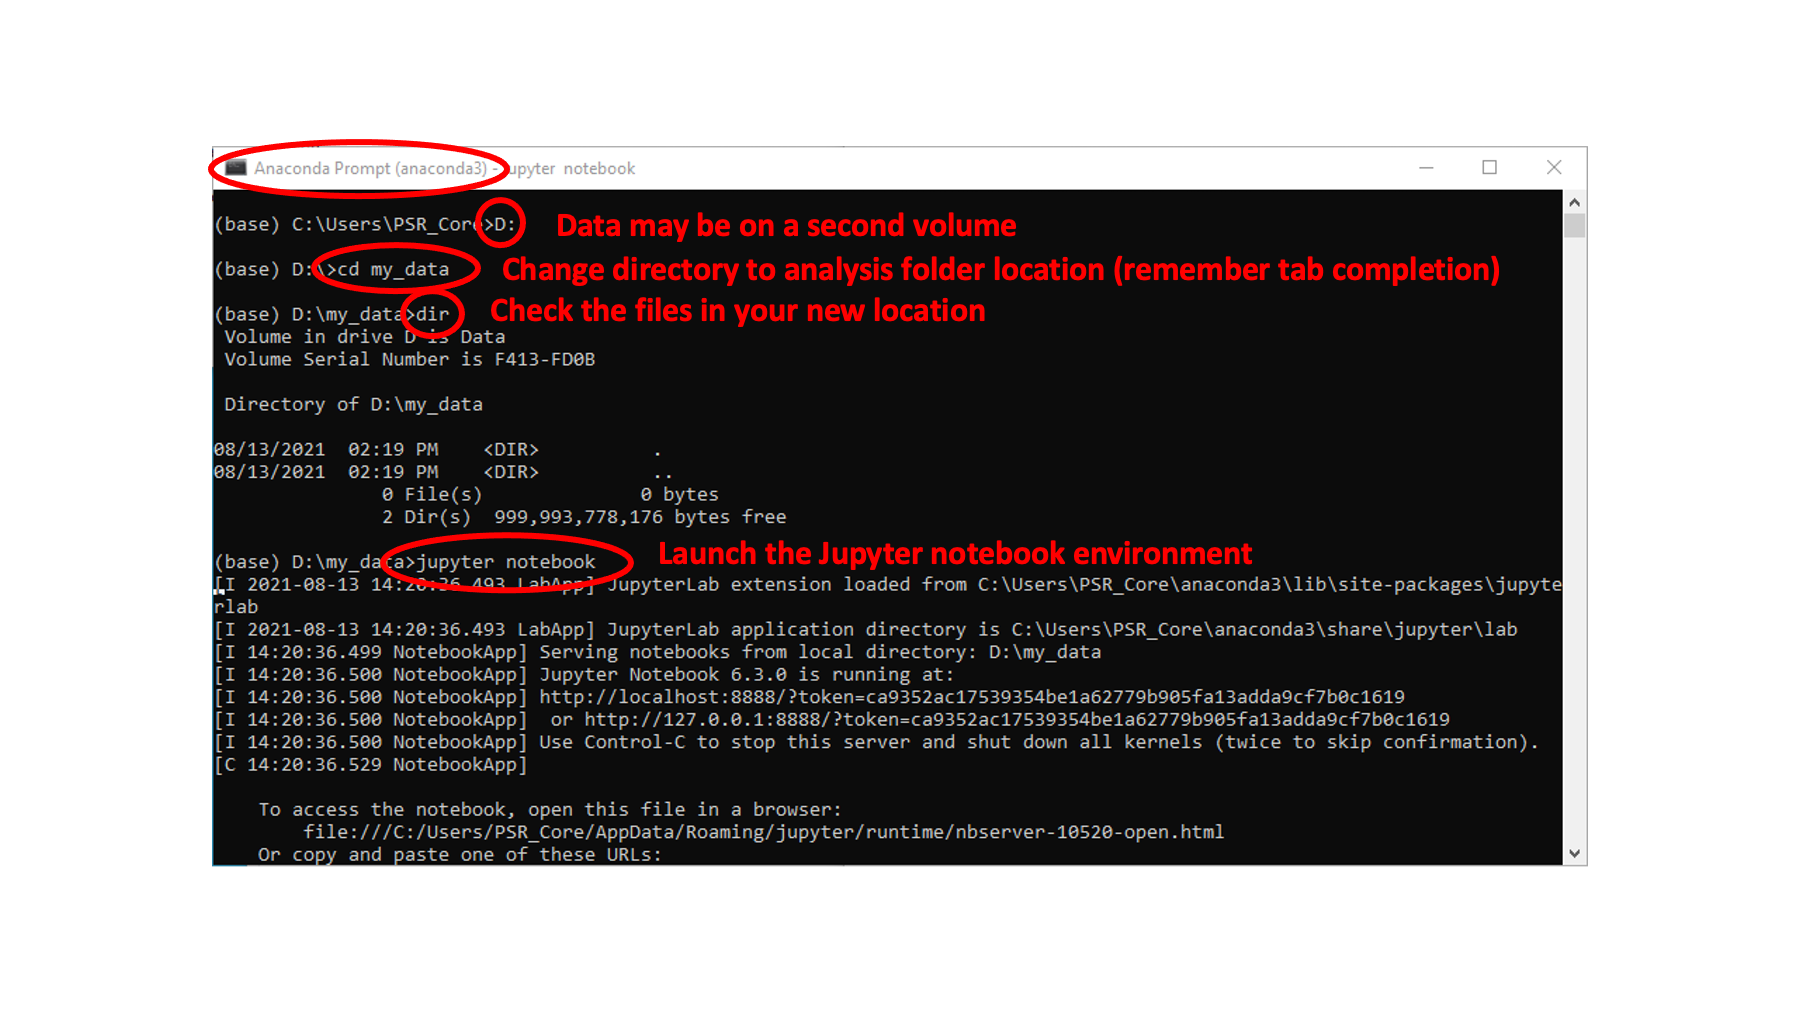 Anaconda Prompt (anaconda3) - jupyter notebook
(base) C:\Users\PSR_Core>D: Data may be on a second volume
(base) D:\>cd my_data Change directory to analysis folder location (remember tab completion)
(base) D:\my_data>dir Check the files in your new location
Volume in drive D is Data
Volume Serial Number is F413-FD0B
Directory of D:\my_data
08/13/2021 02:19 PM <DIR> .
08/13/2021 02:19 PM <DIR> ..
0 File(s) 0 bytes
2 Dir(s) 999,993,778,176 bytes free
(base) D:\my_data>jupyter notebook Launch the Jupyter notebook environment
[I 2021-08-13 14:20:36.493 LabApp] JupyterLab extension loaded from C:\Users\PSR_Core\anaconda3\lib\site-packages\jupyte
rlab
[I 2021-08-13 14:20:36.493 LabApp] JupyterLab application directory is C:\Users\PSR_Core\anaconda3\share\jupyter\lab
[I 14:20:36.499 NotebookApp] Serving notebooks from local directory: D:\my_data
[I 14:20:36.500 NotebookApp] Jupyter Notebook 6.3.0 is running at:
[I 14:20:36.500 NotebookApp] http://localhost:8888/?token=ca9352ac17539354be1a62779b905fa13adda9cf7b0c1619
[I 14:20:36.500 NotebookApp] or http://127.0.0.1:8888/?token=ca9352ac17539354be1a62779b905fa13adda9cf7b0c1619
[I 14:20:36.500 NotebookApp] Use Control-C to stop this server and shut down all kernels (twice to skip confirmation).
[C 14:20:36.529 NotebookApp]
To access the notebook, open this file in a browser:
file:///C:/Users/PSR_Core/AppData/Roaming/jupyter/runtime/nbserver-10520-open.html
Or copy and paste one of these URLs: